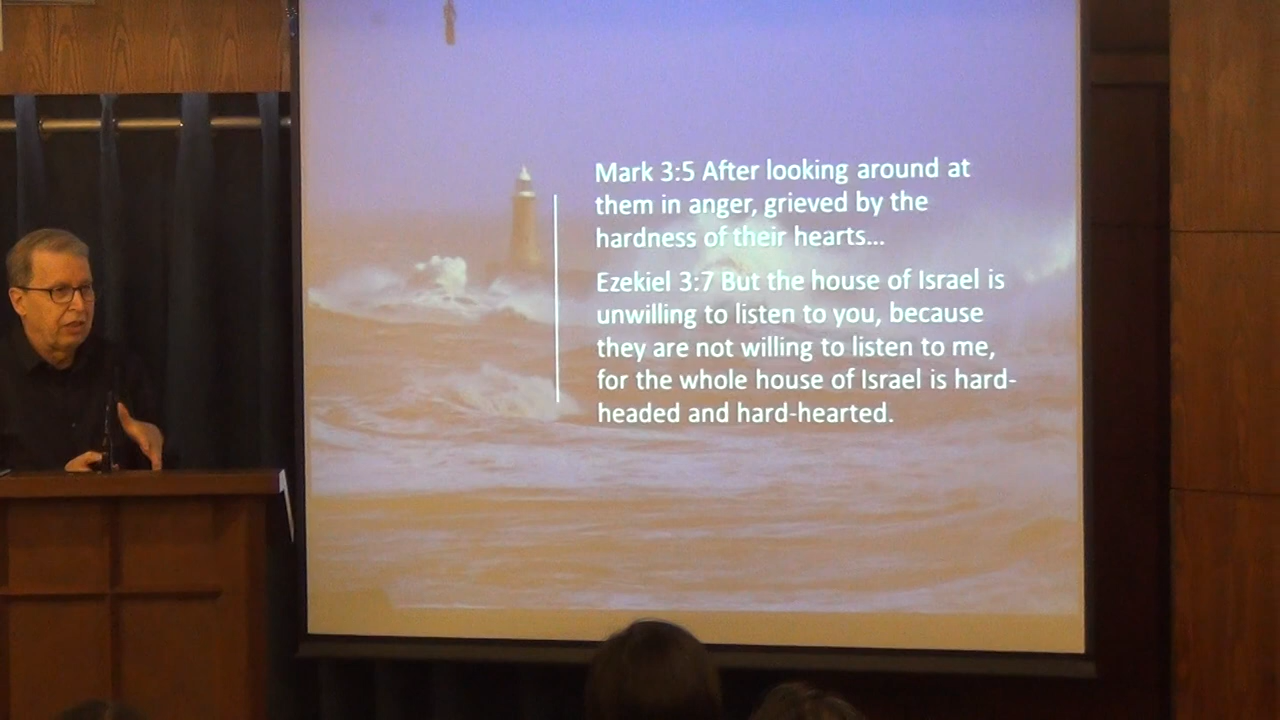 Mark 3:5 After looking around at
them in anger, grieved by the
hardness of their hearts...
Ezekiel 3:7 But the house of Israel is
unwilling to listen to you, because
they are not willing to listen to me,
for the whole house of Israel is hard-
headed and hard-hearted.